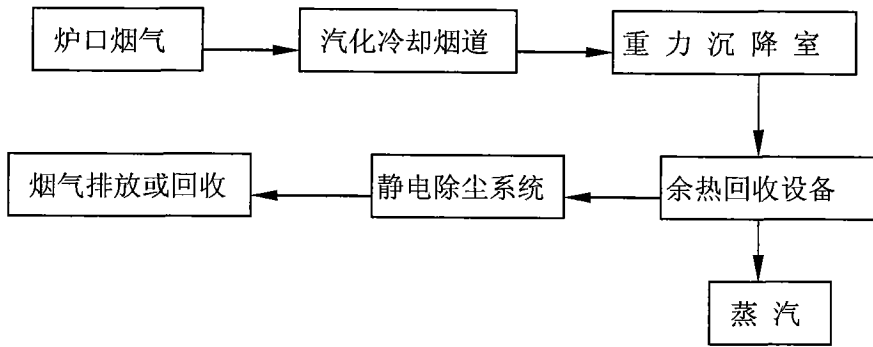 炉口烟气
汽化冷却烟道
重力沉降室
烟气排放或回收
静电除尘系统
余热回收设备
蒸汽